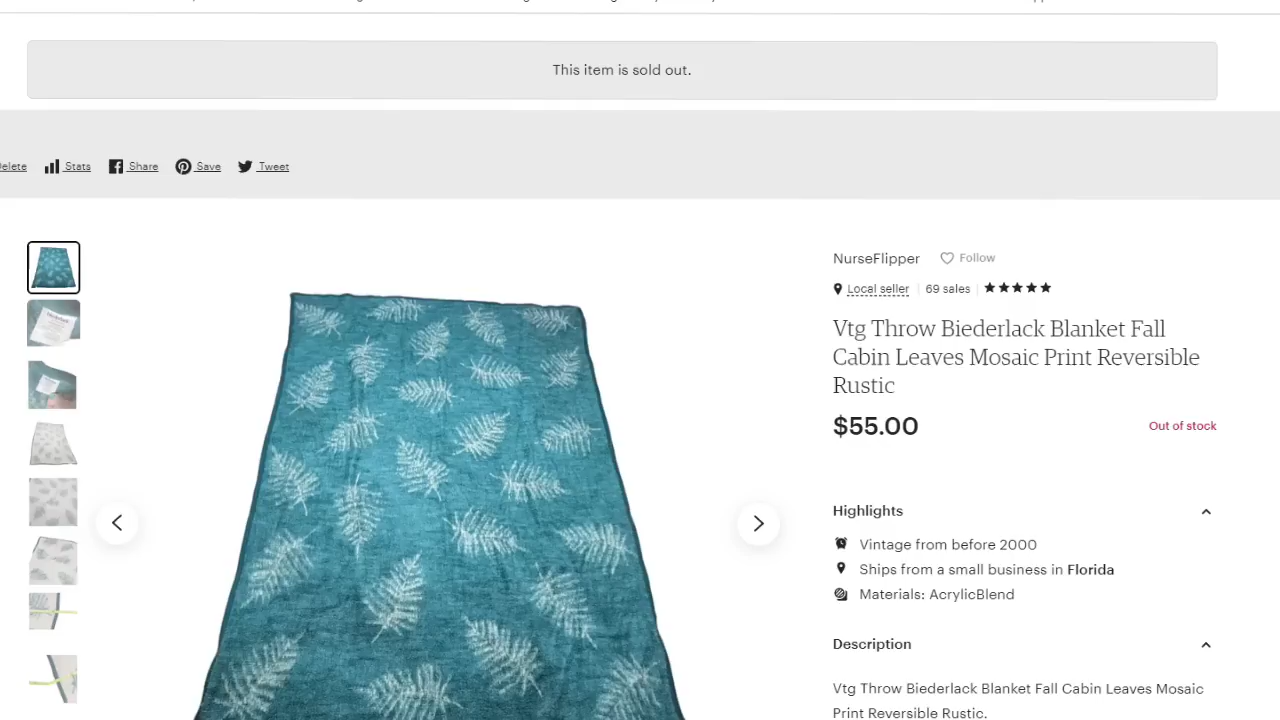 This item is sold out.
Delete Stats Share Save Tweet
NurseFlipper Follow
Local seller 69 sales
Vtg Throw Biederlack Blanket Fall
Cabin Leaves Mosaic Print Reversible
Rustic
$55.00 Out of stock
Highlights
Vintage from before 2000
Ships from a small business in Florida
Materials: AcrylicBlend
Description
Vtg Throw Biederlack Blanket Fall Cabin Leaves Mosaic
Print Reversible Rustic.